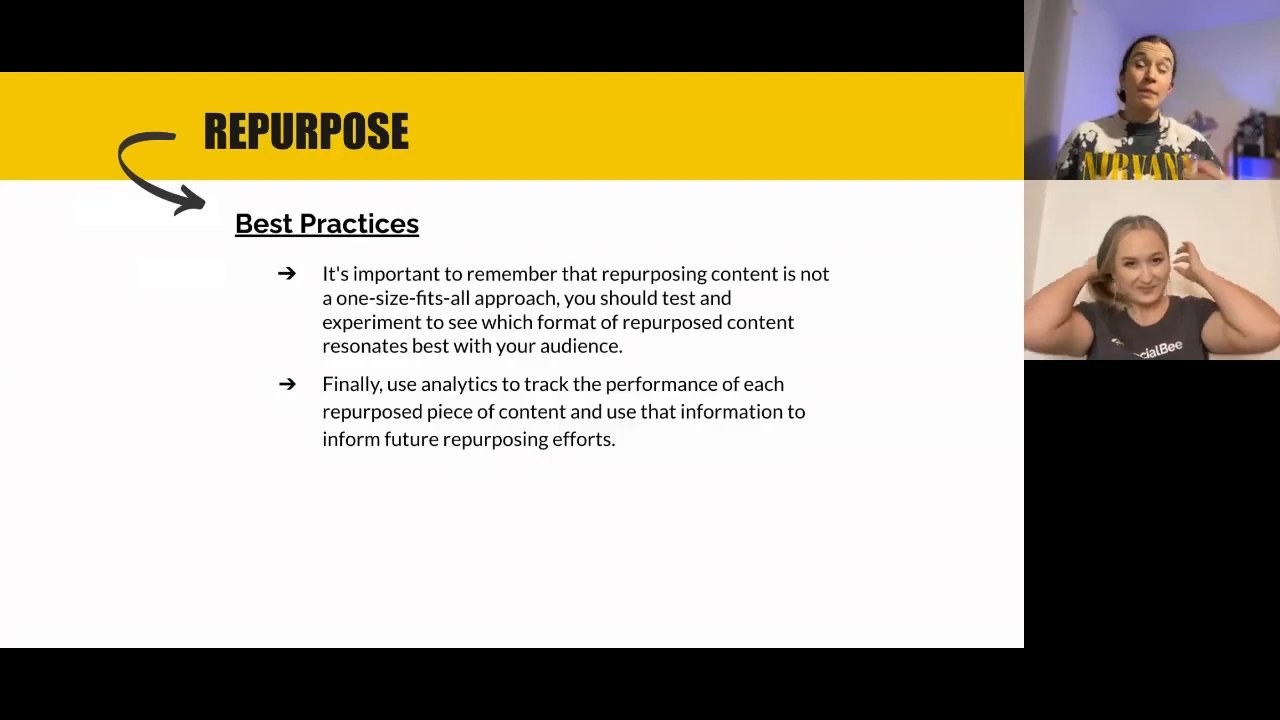 REPURPOSE
Best Practices
➔ It's important to remember that repurposing content is not
a one-size-fits-all approach, you should test and
experiment to see which format of repurposed content
resonates best with your audience.
➔ Finally, use analytics to track the performance of each
repurposed piece of content and use that information to
inform future repurposing efforts.
NIRVANA
cialBee